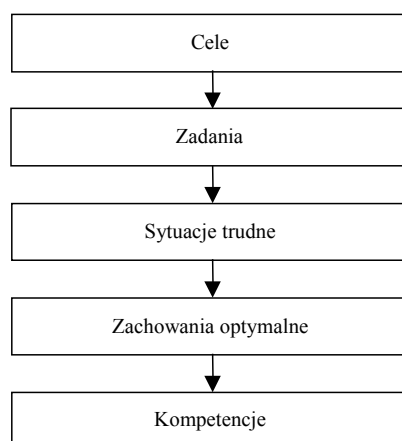 Cele
Zadania
Sytuacje trudne
Zachowania optymalne
Kompetencje